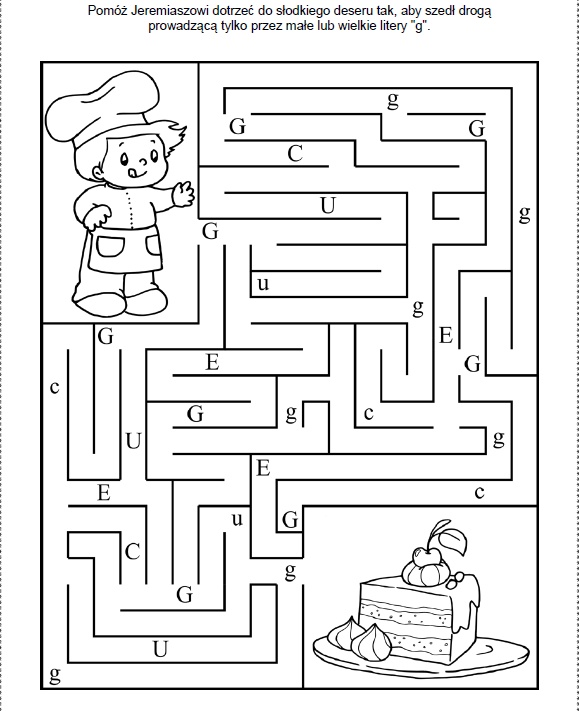 Pomóż Jeremiaszowi dotrzeć do słodkiego deseru tak, aby szedł drogą
prowadzącą tylko przez małe lub wielkie litery "g".
g
G G
C
U
g
G
u
g
G E
E G
c
G g c
U g
E
E c
u G
C
g
G
U
g